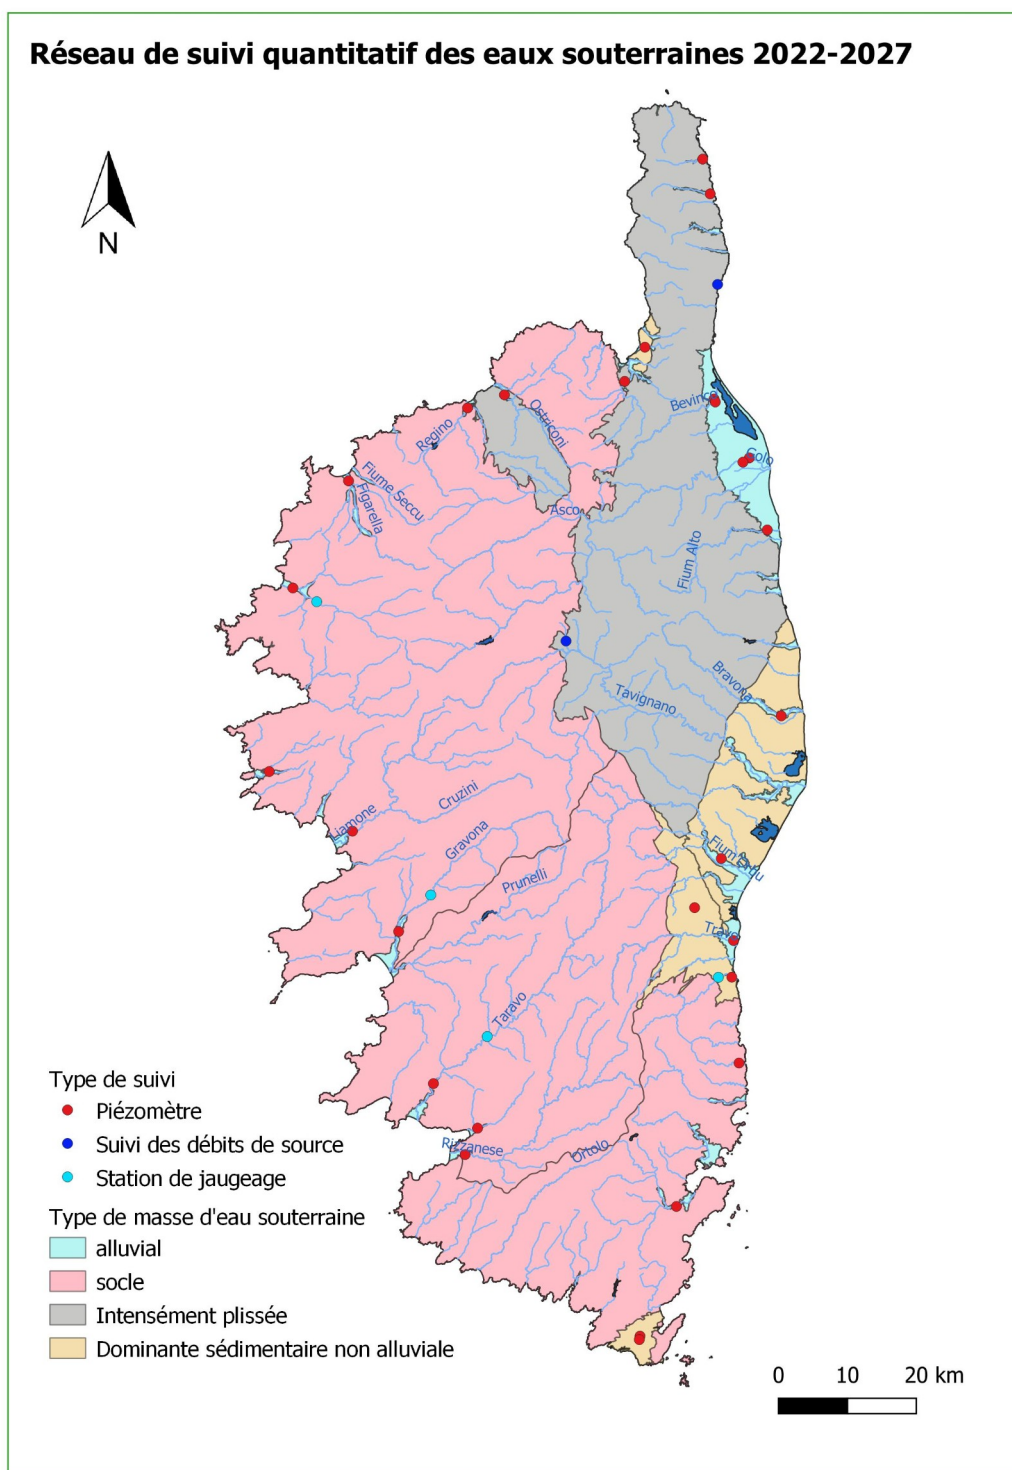 Réseau de suivi quantitatif des eaux souterraines 2022-2027
N
Bevinco
Ostriconi
Regino
Golo
Fiume Seccu
Figarella
Asco
Fium Alto
Bravona
Tavignano
Cruzini
Liamone
Gravona
Fium'Orbu
Prunelli
Travo
Taravo
Rizzanese
Ortolo
Type de suivi
Piézomètre
Suivi des débits de source
Station de jaugeage
Type de masse d'eau souterraine
alluvial
socle
Intensément plissée
Dominante sédimentaire non alluviale
0 10 20 km